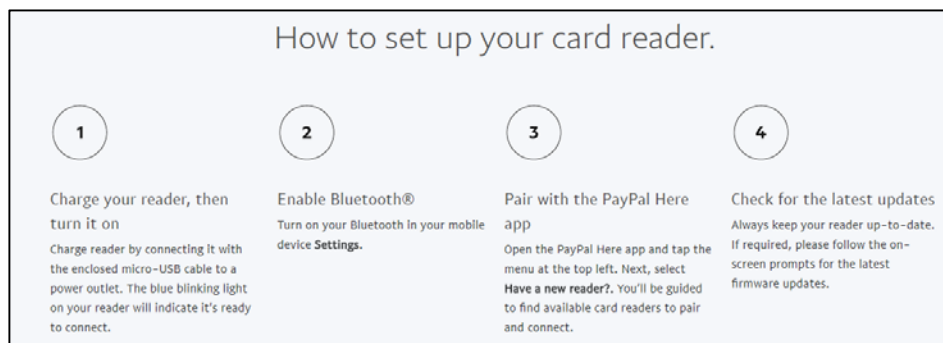 How to set up your card reader.
1
Charge your reader, then
turn it on
Charge reader by connecting it with
the enclosed micro-USB cable to a
power outlet. The blue blinking light
on your reader will indicate it's ready
to connect.
2
Enable Bluetooth®
Turn on your Bluetooth in your mobile
device Settings.
3
Pair with the PayPal Here
app
Open the PayPal Here app and tap the
menu at the top left. Next, select
Have a new reader?. You'll be guided
to find available card readers to pair
and connect.
4
Check for the latest updates
Always keep your reader up-to-date.
If required, please follow the on-
screen prompts for the latest
firmware updates.